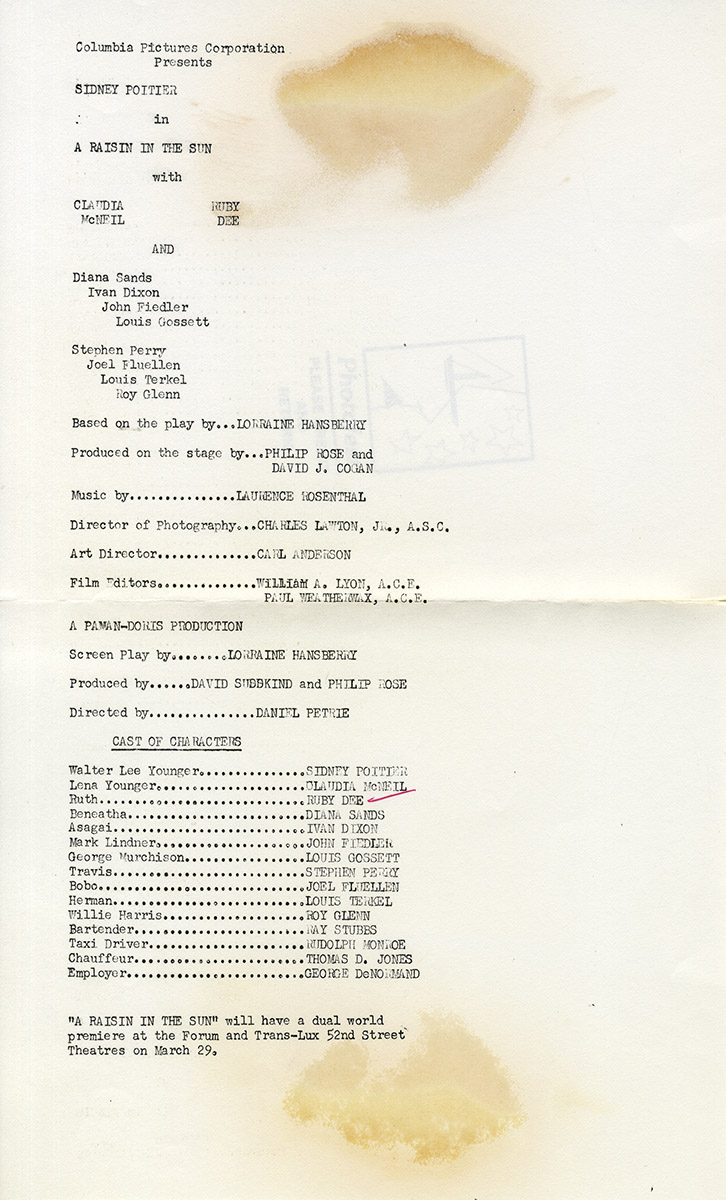 Columbia Pictures Corporation
Presents
SIDNEY POITIER
in
A RAISIN IN THE SUN
with
CLAUDIA RUBY
McNEIL DEE
AND
Diana Sands
Ivan Dixon
John Fiedler
Louis Gossett
Stephen Perry
Joel Fluellen
Louis Terkel
Roy Glenn
Based on the play by...LORRAINE HANSBERRY
Produced on the stage by...PHILIP ROSE and
DAVID J. COGAN
Music by...............LAURENCE ROSENTHAL
Director of Photography...CHARLES LAWTON, JR., A.S.C.
Art Director..............CARL ANDERSON
Film Editors..............William A. LYON, A.C.E.
PAUL WEATHERWAX, A.C.E.
A PAMAN-DORIS PRODUCTION
Screen Play by........LORRAINE HANSBERRY
Produced by......DAVID SUBBKIND and PHILIP ROSE
Directed by...............DANIEL PETRIE
CAST OF CHARACTERS
Walter Lee Younger...............SIDNEY POITIER
Lena Younger.....................CLAUDIA McNEIL
Ruth.............................RUBY DEE
Beneatha.........................DIANA SANDS
Asagai...........................IVAN DIXON
Mark Lindner.....................JOHN FIEDLER
George Murchison.................LOUIS GOSSETT
Travis...........................STEPHEN PERRY
Bobo.............................JOEL FLUELLEN
Herman...........................LOUIS TERKEL
Willie Harris....................ROY GLENN
Bartender........................RAY STUBBS
Taxi Driver......................RUDOLPH MONROE
Chauffeur........................THOMAS D. JONES
Employer.........................GEORGE DeNORMAND
"A RAISIN IN THE SUN" will have a dual world
premiere at the Forum and Trans-Lux 52nd Street
Theatres on March 29.